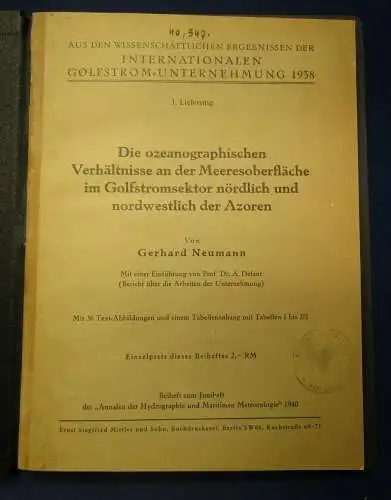 40, 547.
AUS DEN WISSENSCHAFTLICHEN ERGEBNISSEN DER
INTERNATIONALEN
GOLFSTROM-UNTERNEHMUNG 1938
1. Lieferung
Die ozeanographischen
Verhältnisse an der Meeresoberfläche
im Golfstromsektor nördlich und
nordwestlich der Azoren
Von
Gerhard Neumann
Mit einer Einführung von Prof. Dr. A. Defant
(Bericht über die Arbeiten der Unternehmung)
Mit 36 Text-Abbildungen und einem Tabellenanhang mit Tabellen I bis III
Einzelpreis dieses Beiheftes 2,– RM
Beiheft zum Juniheft
der „Annalen der Hydrographie und Maritimen Meteorologie" 1940
Ernst Siegfried Mittler und Sohn, Buchdruckerei, Berlin SW68, Kochstraße 68–71